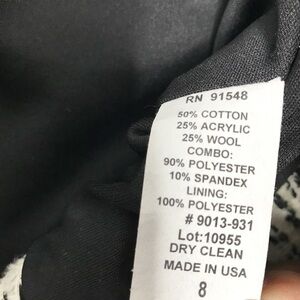 RN 91548
50% COTTON
25% ACRYLIC
25% WOOL
COMBO:
90% POLYESTER
10% SPANDEX
LINING:
100% POLYESTER
# 9013-931
Lot:10955
DRY CLEAN
MADE IN USA
8